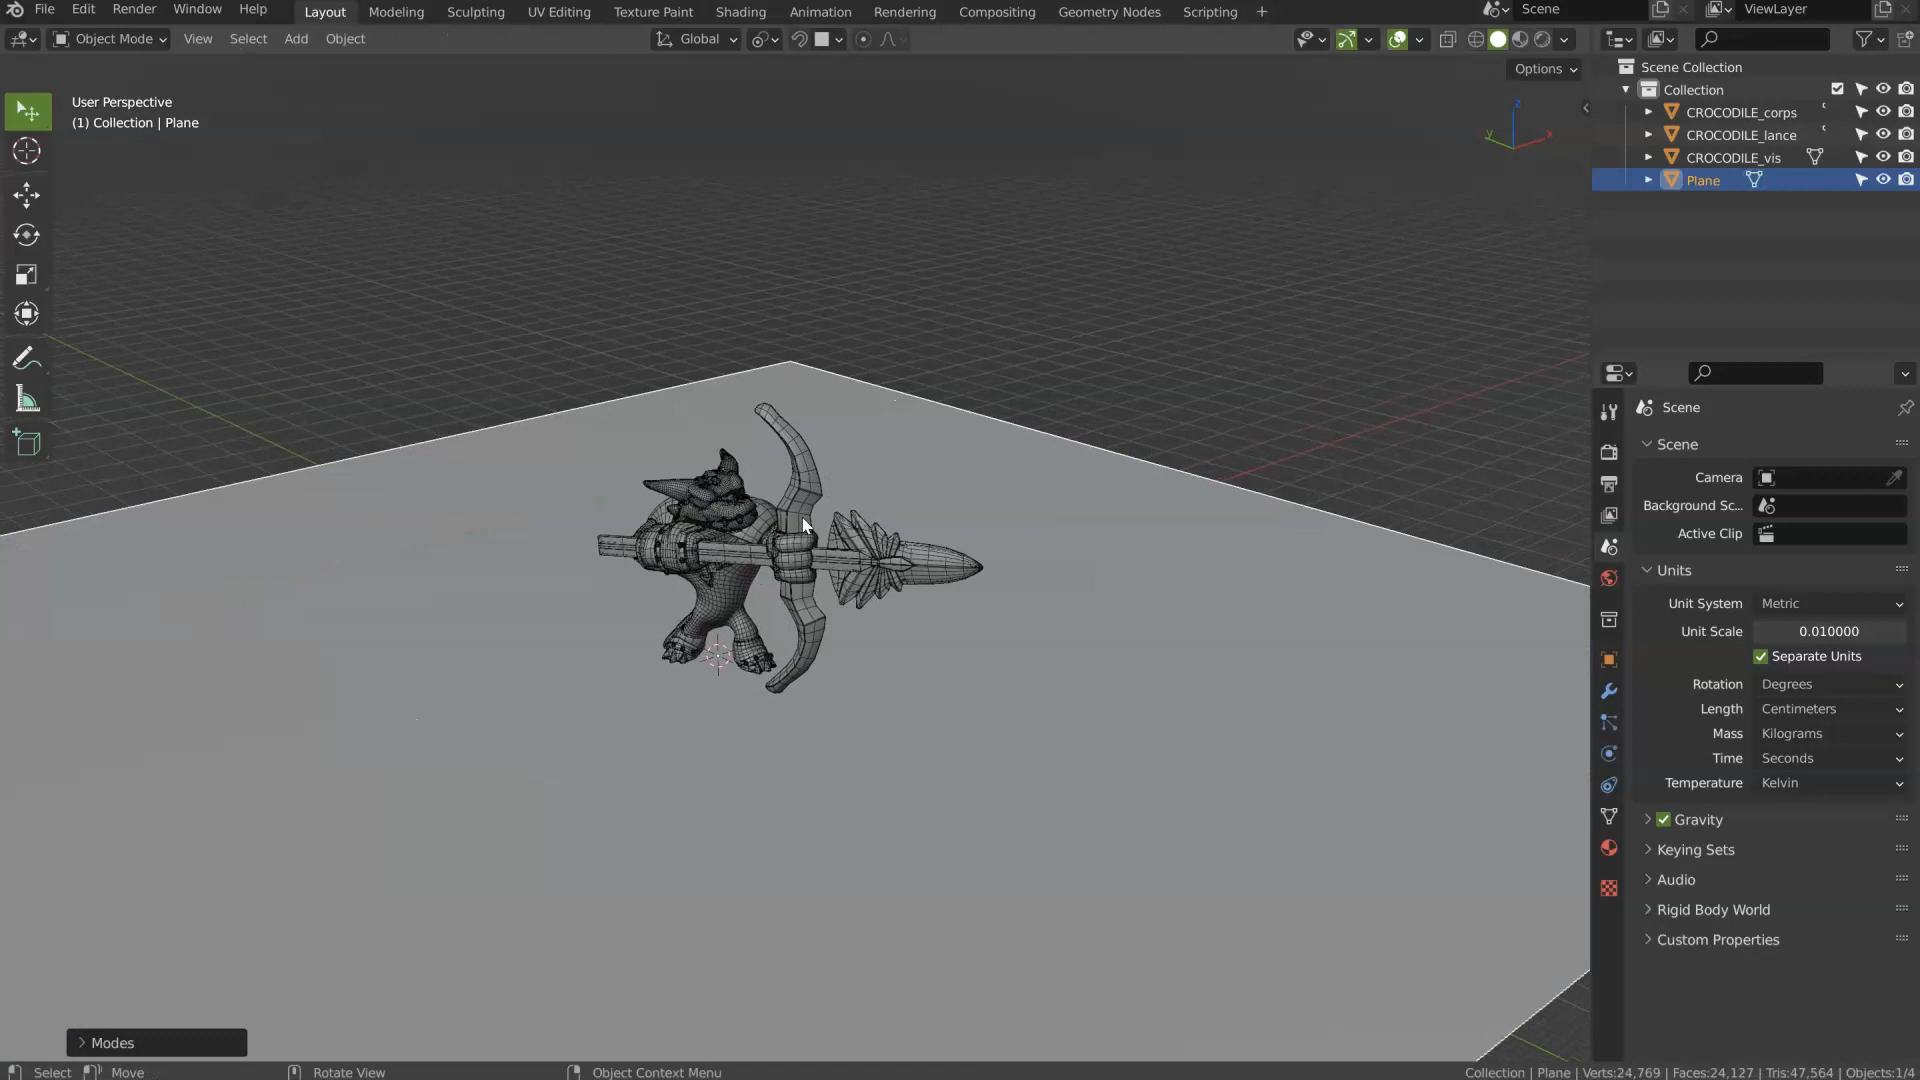 File Edit Render Window Help Layout Modeling Sculpting UV Editing Texture Paint Shading Animation Rendering Compositing Geometry Nodes Scripting + Scene ViewLayer
Object Mode View Select Add Object Global
Options
User Perspective
(1) Collection | Plane
Z
Y
X
Scene Collection
Collection
CROCODILE_corps
CROCODILE_lance
CROCODILE_vis
Plane
Scene
Scene
Camera
Background Sc...
Active Clip
Units
Unit System Metric
Unit Scale 0.010000
Separate Units
Rotation Degrees
Length Centimeters
Mass Kilograms
Time Seconds
Temperature Kelvin
Gravity
Keying Sets
Audio
Rigid Body World
Custom Properties
Modes
Select Move Rotate View Object Context Menu Collection | Plane | Verts:24,769 | Faces:24,127 | Tris:47,564 | Objects:1/4